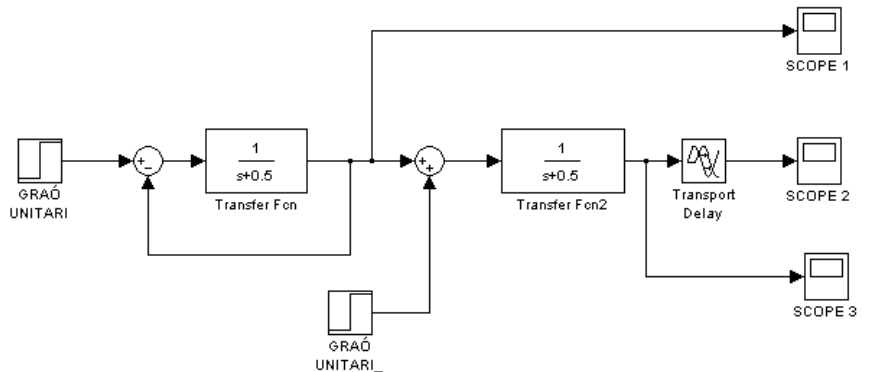 SCOPE 1
+
−
1
s+0.5
Transfer Fcn
GRAÓ
UNITARI
+
+
1
s+0.5
Transfer Fcn2
Transport
Delay
SCOPE 2
SCOPE 3
GRAÓ
UNITARI_